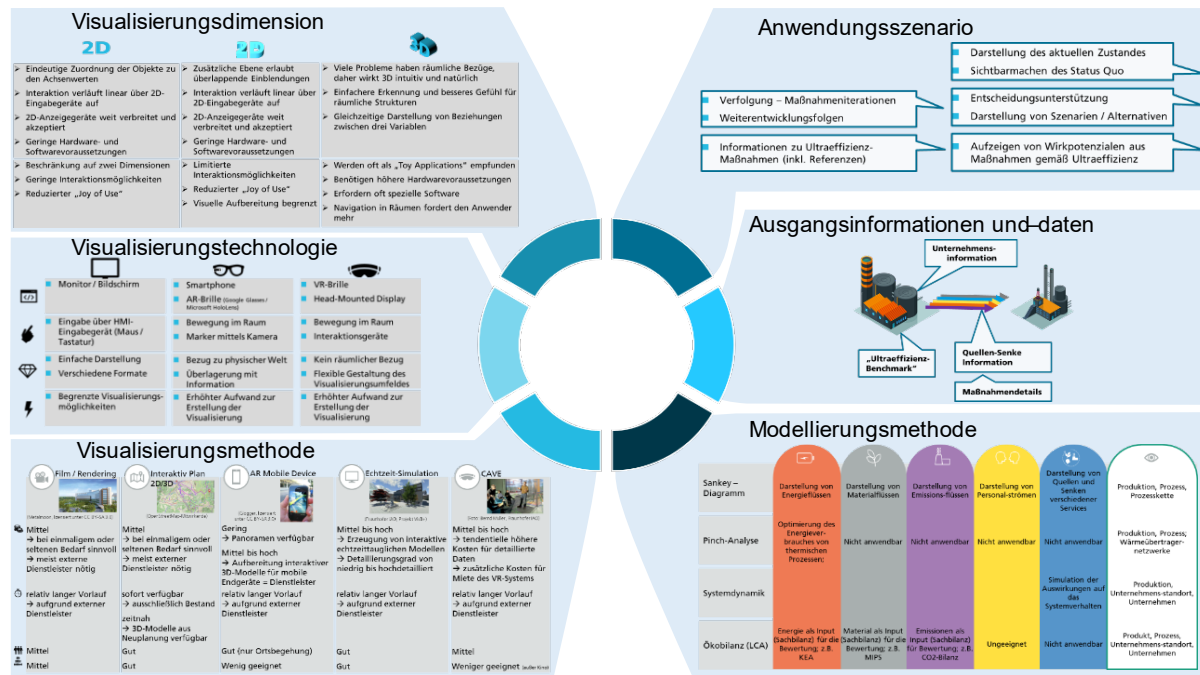 Visualisierungsdimension
2D
2D
3D
Eindeutige Zuordnung der Objekte zu
den Achsenwerten
Interaktion verläuft linear über 2D-
Eingabegeräte auf
2D-Anzeigegeräte weit verbreitet und
akzeptiert
Geringe Hardware- und
Softwarevoraussetzungen
Zusätzliche Ebene erlaubt
überlappende Einblendungen
Interaktion verläuft linear über
2D-Eingabegeräte auf
2D-Anzeigegeräte weit
verbreitet und akzeptiert
Geringe Hardware- und
Softwarevoraussetzungen
Viele Probleme haben räumliche Bezüge,
daher wirkt 3D intuitiv und natürlich
Einfachere Erkennung und besseres Gefühl für
räumliche Strukturen
Gleichzeitige Darstellung von Beziehungen
zwischen drei Variablen
Beschränkung auf zwei Dimensionen
Geringe Interaktionsmöglichkeiten
Reduzierter „Joy of Use“
Limitierte
Interaktionsmöglichkeiten
Reduzierter „Joy of Use“
Visuelle Aufbereitung begrenzt
Werden oft als „Toy Applications“ empfunden
Benötigen höhere Hardwarevoraussetzungen
Erfordern oft spezielle Software
Navigation in Räumen fordert den Anwender
mehr
Visualisierungstechnologie
Monitor / Bildschirm
Smartphone
AR-Brille (Google Glasses /
Microsoft HoloLens)
VR-Brille
Head-Mounted Display
Eingabe über HMI-
Eingabegerät (Maus /
Tastatur)
Bewegung im Raum
Marker mittels Kamera
Bewegung im Raum
Interaktionsgeräte
Einfache Darstellung
Verschiedene Formate
Bezug zu physischer Welt
Überlagerung mit
Information
Kein räumlicher Bezug
Flexible Gestaltung des
Visualisierungsumfeldes
Begrenzte Visualisierungs-
möglichkeiten
Erhöhter Aufwand zur
Erstellung der
Visualisierung
Erhöhter Aufwand zur
Erstellung der
Visualisierung
Visualisierungsmethode
Film / Rendering
Interaktiv Plan
2D/3D
AR Mobile Device
Echtzeit-Simulation
CAVE
Mittel
→ bei einmaligem oder
seltenen Bedarf sinnvoll
→ meist externer
Dienstleister nötig
Mittel
→ bei einmaligem oder
seltenen Bedarf sinnvoll
→ meist externer
Dienstleister nötig
Gering
→ Panoramen verfügbar
Mittel bis hoch
→ Aufbereitung interaktiver
3D-Modelle für mobile
Endgeräte = Dienstleister
Mittel bis hoch
→ Erzeugung von interaktive
echtzeittauglichen Modellen
→ Detaillierungsgrad von
niedrig bis hochdetailliert
Mittel bis hoch
→ tendentielle höhere
Kosten für detaillierte
Daten
→ zusätzliche Kosten für
Miete des VR-Systems
relativ langer Vorlauf
→ aufgrund externer
Dienstleister
sofort verfügbar
→ ausschließlich Bestand
zeitnah
→ 3D-Modelle aus
Neuplanung verfügbar
relativ langer Vorlauf
→ aufgrund externer
Dienstleister
relativ langer Vorlauf
→ aufgrund externer
Dienstleister
relativ langer Vorlauf
→ aufgrund externer
Dienstleister
Mittel
Gut
Gut (nur Ortsbegehung)
Gut
Mittel
Mittel
Gut
Wenig geeignet
Gut
Weniger geeignet
Anwendungsszenario
Darstellung des aktuellen Zustandes
Sichtbarmachen des Status Quo
Verfolgung – Maßnahmeniterationen
Weiterentwicklungsfolgen
Entscheidungsunterstützung
Darstellung von Szenarien / Alternativen
Informationen zu Ultraeffizienz-
Maßnahmen (inkl. Referenzen)
Aufzeigen von Wirkpotenzialen aus
Maßnahmen gemäß Ultraeffizienz
Ausgangsinformationen und–daten
Unternehmens-
information
„Ultraeffizienz-
Benchmark“
Quellen-Senke
Information
Maßnahmendetails
Modellierungsmethode
Sankey –
Diagramm
Darstellung von
Energieflüssen
Darstellung von
Materialflüssen
Darstellung von
Emissions-flüssen
Darstellung von
Personal-strömen
Darstellung von
Quellen und
Senken
verschiedener
Services
Produktion, Prozess,
Prozesskette
Pinch-Analyse
Optimierung des
Energiever-
brauches von
thermischen
Prozessen;
Nicht anwendbar
Nicht anwendbar
Nicht anwendbar
Nicht anwendbar
Produktion, Prozess;
Wärmeübertrager-
netzwerke
Systemdynamik
Simulation der
Auswirkungen auf
das
Systemverhalten
Produktion,
Unternehmens-standort,
Unternehmen
Ökobilanz (LCA)
Energie als Input
(Sachbilanz) für die
Bewertung; z.B.
KEA
Material als Input
(Sachbilanz) für die
Bewertung; z.B.
MIPS
Emissionen als
Input (Sachbilanz)
für Bewertung; z.B.
CO2-Bilanz
Ungeeignet
Nicht anwendbar
Produkt, Prozess,
Unternehmens-standort,
Unternehmen